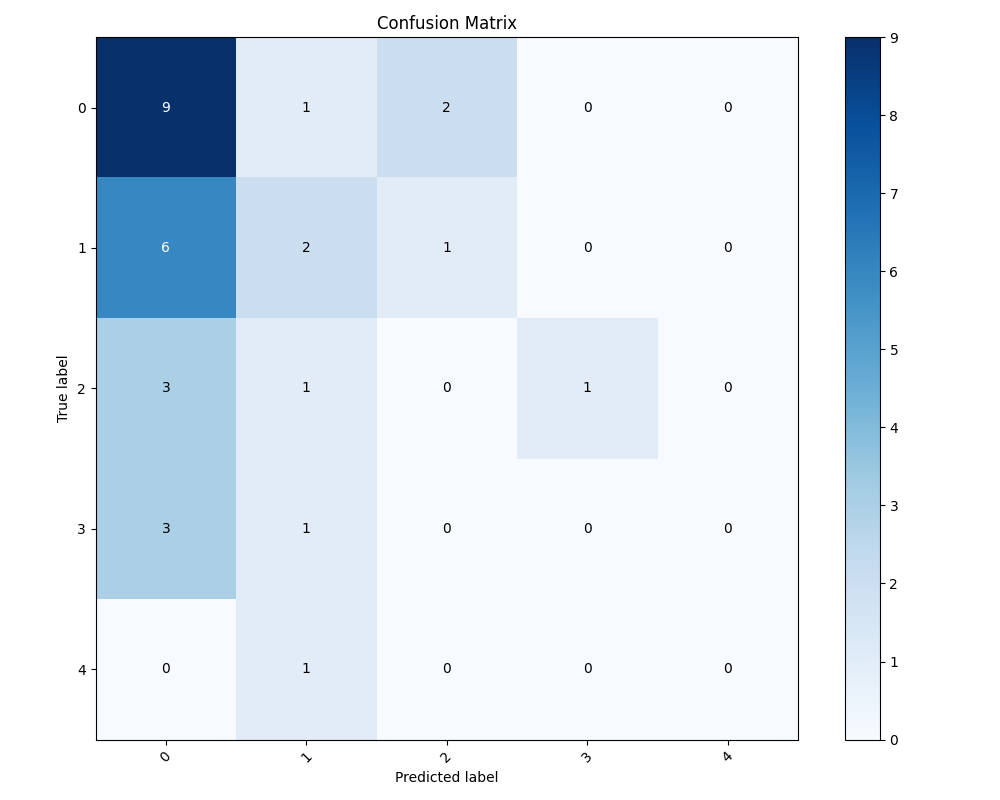 Confusion Matrix
9
8
7
6
5
4
3
2
1
0
True label
0 9 1 2 0 0
1 6 2 1 0 0
2 3 1 0 1 0
3 3 1 0 0 0
4 0 1 0 0 0
0 1 2 3 4
Predicted label